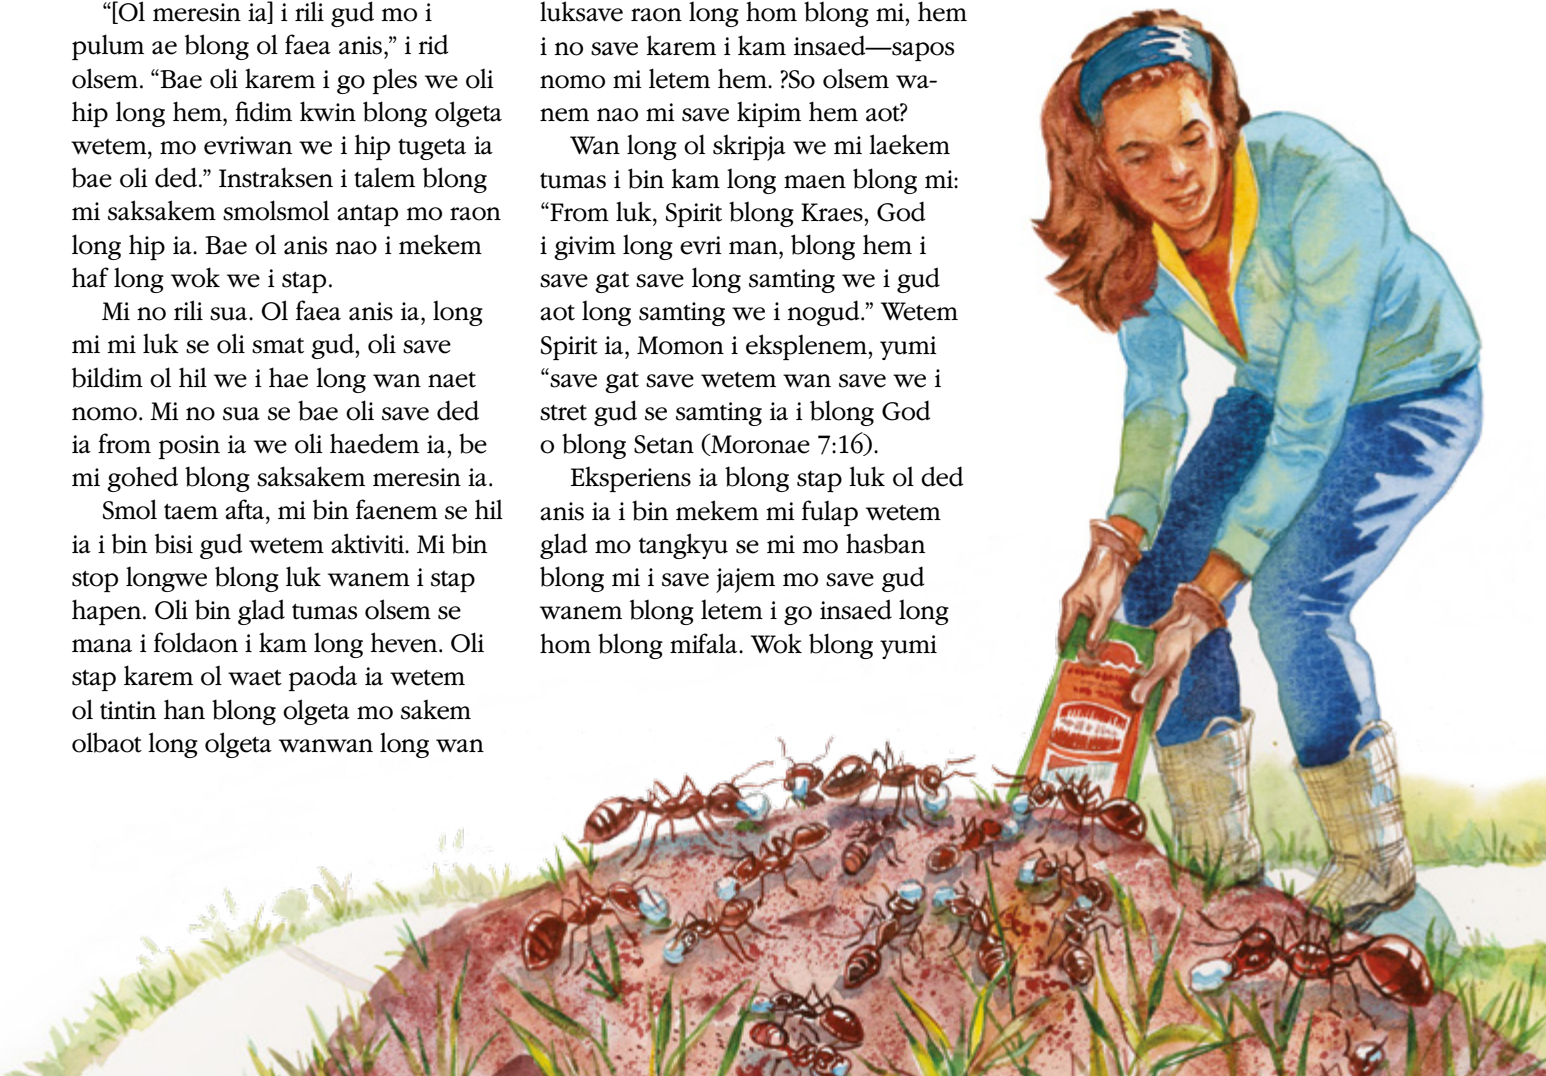 “[Ol meresin ia] i rili gud mo i
pulum ae blong ol faea anis,” i rid
olsem. “Bae oli karem i go ples we oli
hip long hem, fidim kwin blong olgeta
wetem, mo evriwan we i hip tugeta ia
bae oli ded.” Instraksen i talem blong
mi saksakem smolsmol antap mo raon
long hip ia. Bae ol anis nao i mekem
haf long wok we i stap.
Mi no rili sua. Ol faea anis ia, long
mi mi luk se oli smat gud, oli save
bildim ol hil we i hae long wan naet
nomo. Mi no sua se bae oli save ded
ia from posin ia we oli haedem ia, be
mi gohed blong saksakem meresin ia.
Smol taem afta, mi bin faenem se hil
ia i bin bisi gud wetem aktiviti. Mi bin
stop longwe blong luk wanem i stap
hapen. Oli bin glad tumas olsem se
mana i foldaon i kam long heven. Oli
stap karem ol waet paoda ia wetem
ol tintin han blong olgeta mo sakem
olbaot long olgeta wanwan long wan
luksave raon long hom blong mi, hem
i no save karem i kam insaed—sapos
nomo mi letem hem. ?So olsem wa-
nem nao mi save kipim hem aot?
Wan long ol skripja we mi laekem
tumas i bin kam long maen blong mi:
“From luk, Spirit blong Kraes, God
i givim long evri man, blong hem i
save gat save long samting we i gud
aot long samting we i nogud.” Wetem
Spirit ia, Momon i eksplenem, yumi
“save gat save wetem wan save we i
stret gud se samting ia i blong God
o blong Setan (Moronae 7:16).
Eksperiens ia blong stap luk ol ded
anis ia i bin mekem mi fulap wetem
glad mo tangkyu se mi mo hasban
blong mi i save jajem mo save gud
wanem blong letem i go insaed long
hom blong mifala. Wok blong yumi